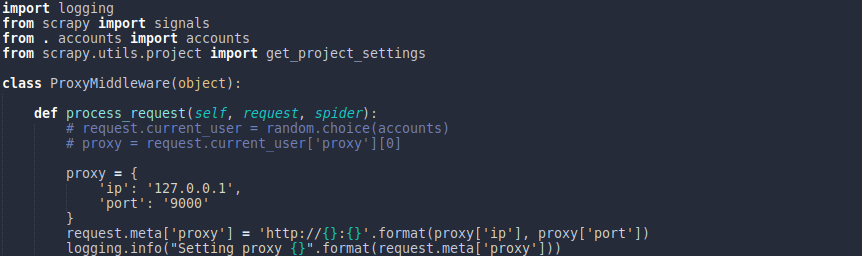 import logging
from scrapy import signals
from . accounts import accounts
from scrapy.utils.project import get_project_settings

class ProxyMiddleware(object):

    def process_request(self, request, spider):
        # request.current_user = random.choice(accounts)
        # proxy = request.current_user['proxy'][0]

        proxy = {
            'ip': '127.0.0.1',
            'port': '9000'
        }
        request.meta['proxy'] = 'http://{}:{}'.format(proxy['ip'], proxy['port'])
        logging.info("Setting proxy {}".format(request.meta['proxy']))